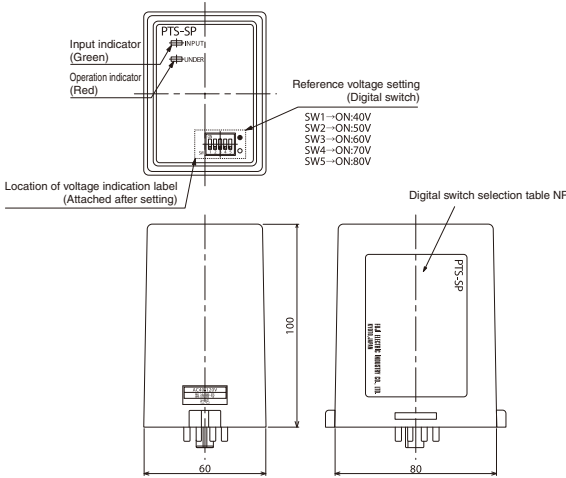 PTS-SP
Input indicator
(Green)
INPUT
Operation indicator
(Red)
UNDER
Reference voltage setting
(Digital switch)
SW1→ON:40V
SW2→ON:50V
SW3→ON:60V
SW4→ON:70V
SW5→ON:80V
Location of voltage indication label
(Attached after setting)
Digital switch selection table NP
PTS-SP
100
60
80